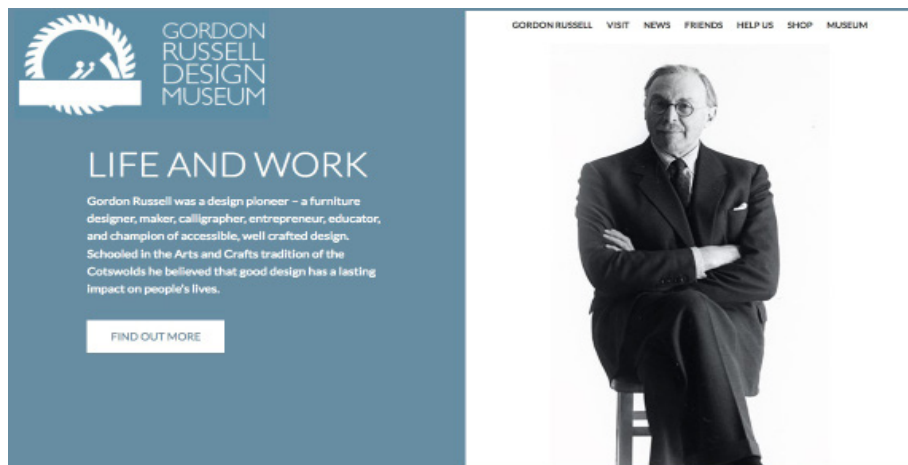 GORDON
RUSSELL
DESIGN
MUSEUM
GORDON RUSSELL VISIT NEWS FRIENDS HELP US SHOP MUSEUM
LIFE AND WORK
Gordon Russell was a design pioneer – a furniture
designer, maker, calligrapher, entrepreneur, educator,
and champion of accessible, well crafted design.
Schooled in the Arts and Crafts tradition of the
Cotswolds he believed that good design has a lasting
impact on people's lives.
FIND OUT MORE